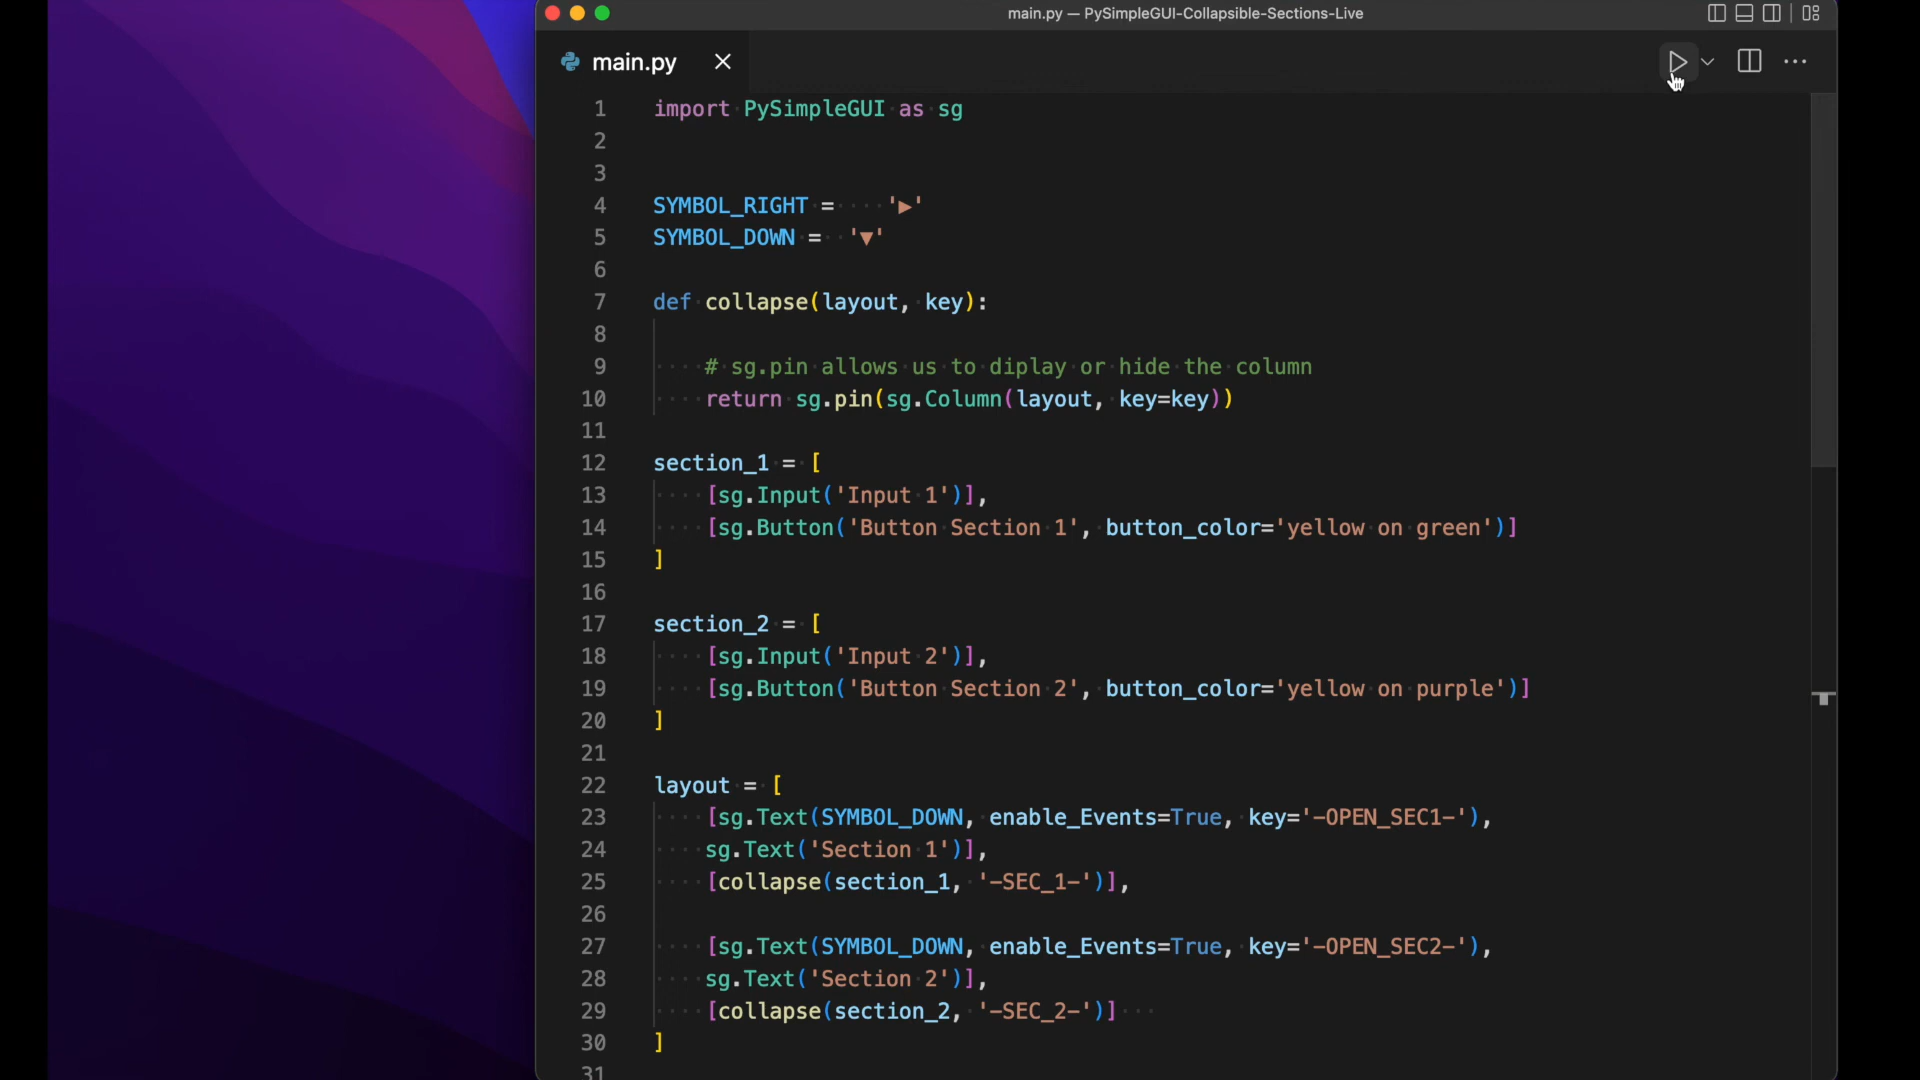 main.py — PySimpleGUI-Collapsible-Sections-Live
main.py
1 import PySimpleGUI as sg
2
3
4 SYMBOL_RIGHT = '▶'
5 SYMBOL_DOWN = '▼'
6
7 def collapse(layout, key):
8
9 # sg.pin allows us to diplay or hide the column
10 return sg.pin(sg.Column(layout, key=key))
11
12 section_1 = [
13 [sg.Input('Input 1')],
14 [sg.Button('Button Section 1', button_color='yellow on green')]
15 ]
16
17 section_2 = [
18 [sg.Input('Input 2')],
19 [sg.Button('Button Section 2', button_color='yellow on purple')]
20 ]
21
22 layout = [
23 [sg.Text(SYMBOL_DOWN, enable_Events=True, key='-OPEN_SEC1-'),
24 sg.Text('Section 1')],
25 [collapse(section_1, '-SEC_1-')],
26
27 [sg.Text(SYMBOL_DOWN, enable_Events=True, key='-OPEN_SEC2-'),
28 sg.Text('Section 2')],
29 [collapse(section_2, '-SEC_2-')]
30 ]
31